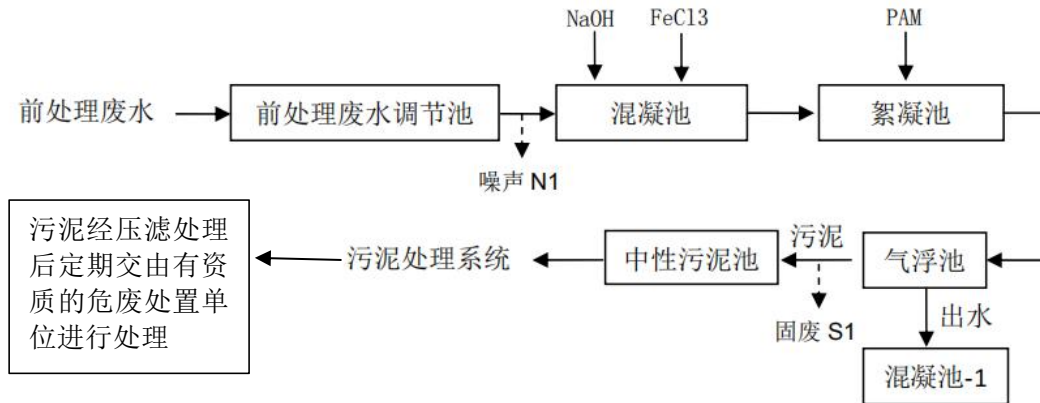 NaOH
FeCl3
PAM
前处理废水
前处理废水调节池
混凝池
絮凝池
噪声 N1
污泥经压滤处理
后定期交由有资
质的危废处置单
位进行处理
污泥处理系统
中性污泥池
污泥
气浮池
固废 S1
出水
混凝池-1